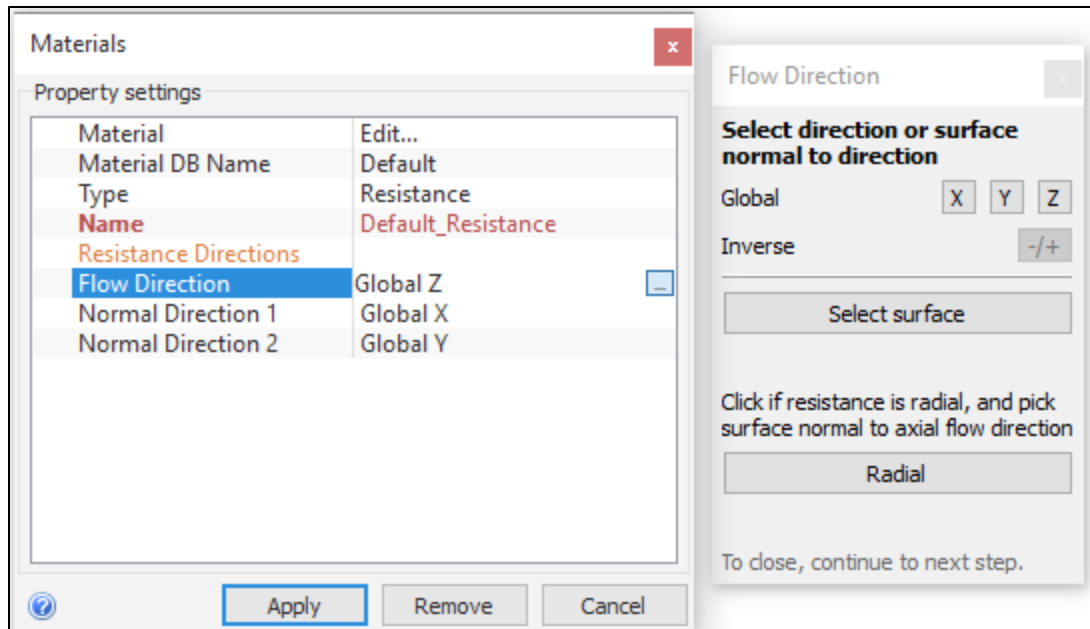 Materials
x
Property settings
Material Edit...
Material DB Name Default
Type Resistance
Name Default_Resistance
Resistance Directions
Flow Direction Global Z ...
Normal Direction 1 Global X
Normal Direction 2 Global Y
? Apply Remove Cancel
Flow Direction
x
Select direction or surface
normal to direction
Global X Y Z
Inverse -/+
Select surface
Click if resistance is radial, and pick
surface normal to axial flow direction
Radial
To close, continue to next step.